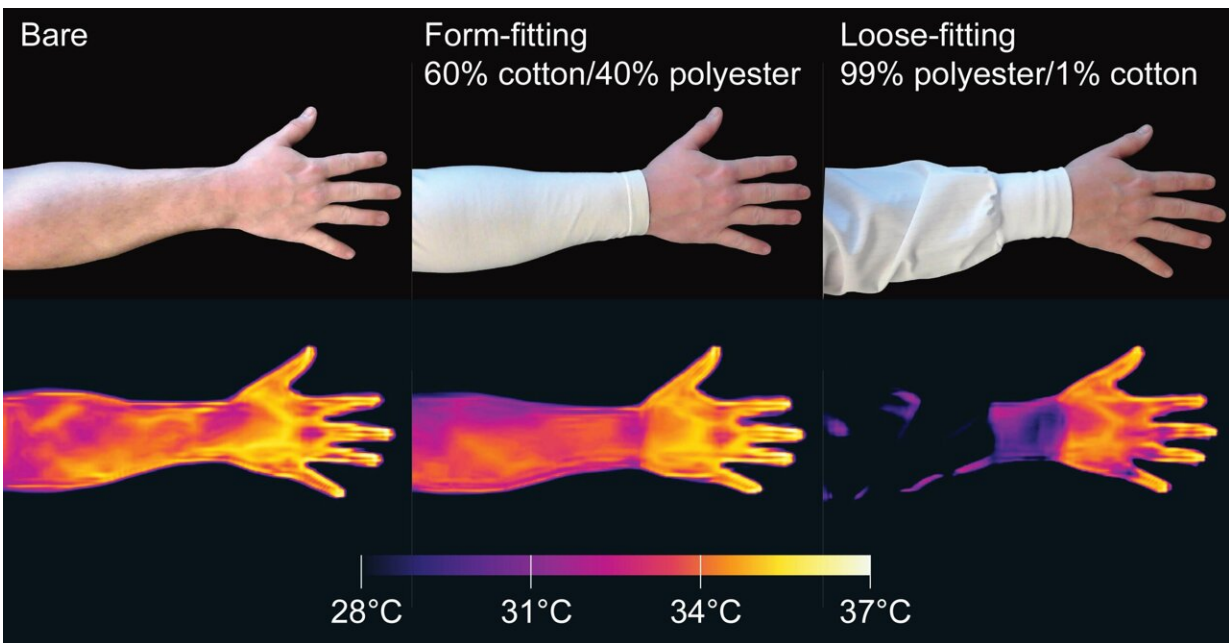 Bare
Form-fitting
60% cotton/40% polyester
Loose-fitting
99% polyester/1% cotton
28°C
31°C
34°C
37°C